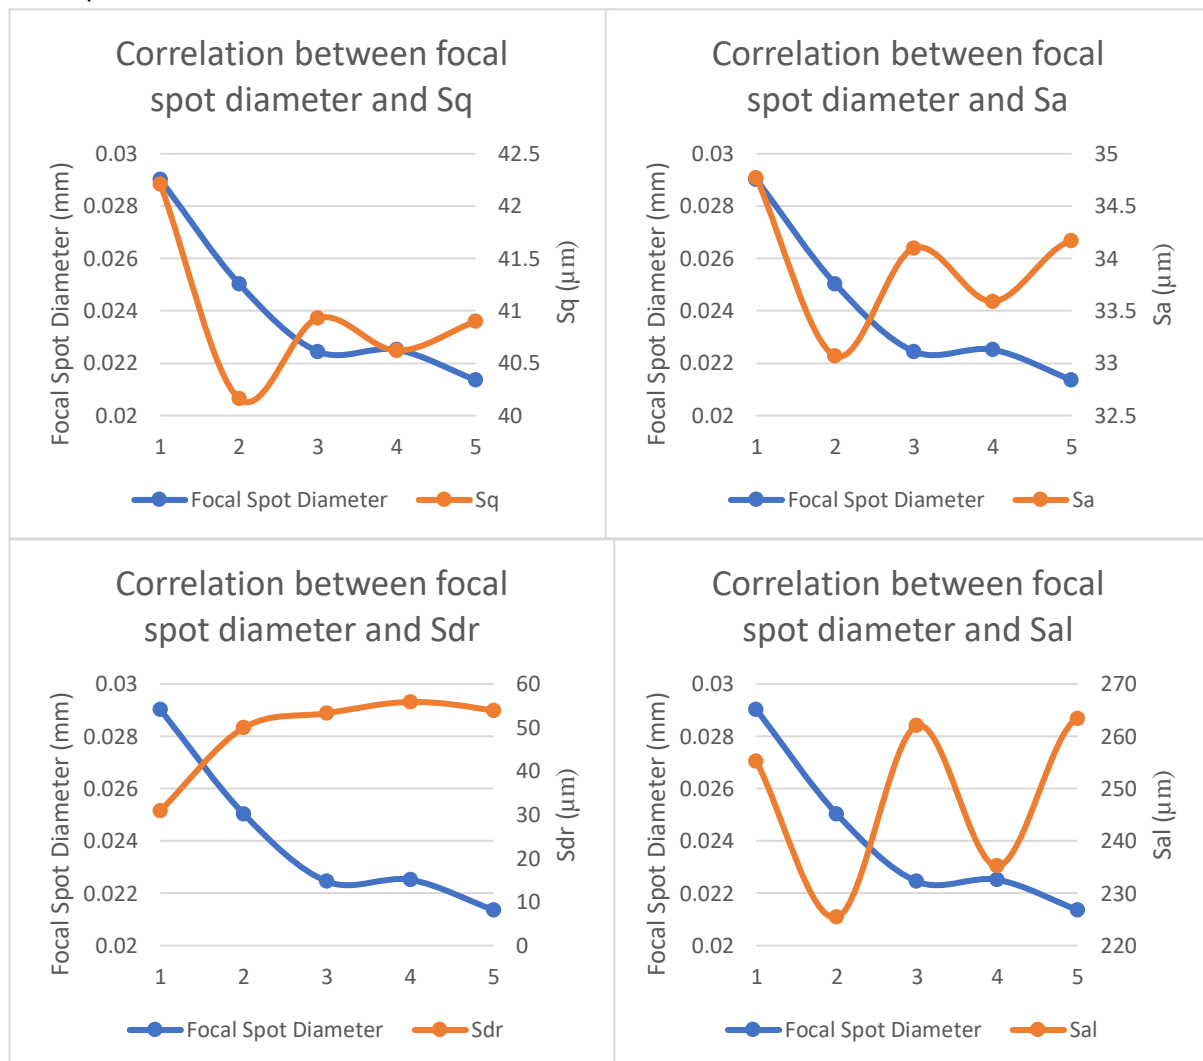 Correlation between focal
spot diameter and Sq
Focal Spot Diameter (mm)
0.03
0.028
0.026
0.024
0.022
0.02
42.5
42
41.5
41
40.5
40
Sq (μm)
1 2 3 4 5
Focal Spot Diameter Sq
Correlation between focal
spot diameter and Sa
Focal Spot Diameter (mm)
0.03
0.028
0.026
0.024
0.022
0.02
35
34.5
34
33.5
33
32.5
Sa (μm)
1 2 3 4 5
Focal Spot Diameter Sa
Correlation between focal
spot diameter and Sdr
Focal Spot Diameter (mm)
0.03
0.028
0.026
0.024
0.022
0.02
60
50
40
30
20
10
0
Sdr (μm)
1 2 3 4 5
Focal Spot Diameter Sdr
Correlation between focal
spot diameter and Sal
Focal Spot Diameter (mm)
0.03
0.028
0.026
0.024
0.022
0.02
270
260
250
240
230
220
Sal (μm)
1 2 3 4 5
Focal Spot Diameter Sal